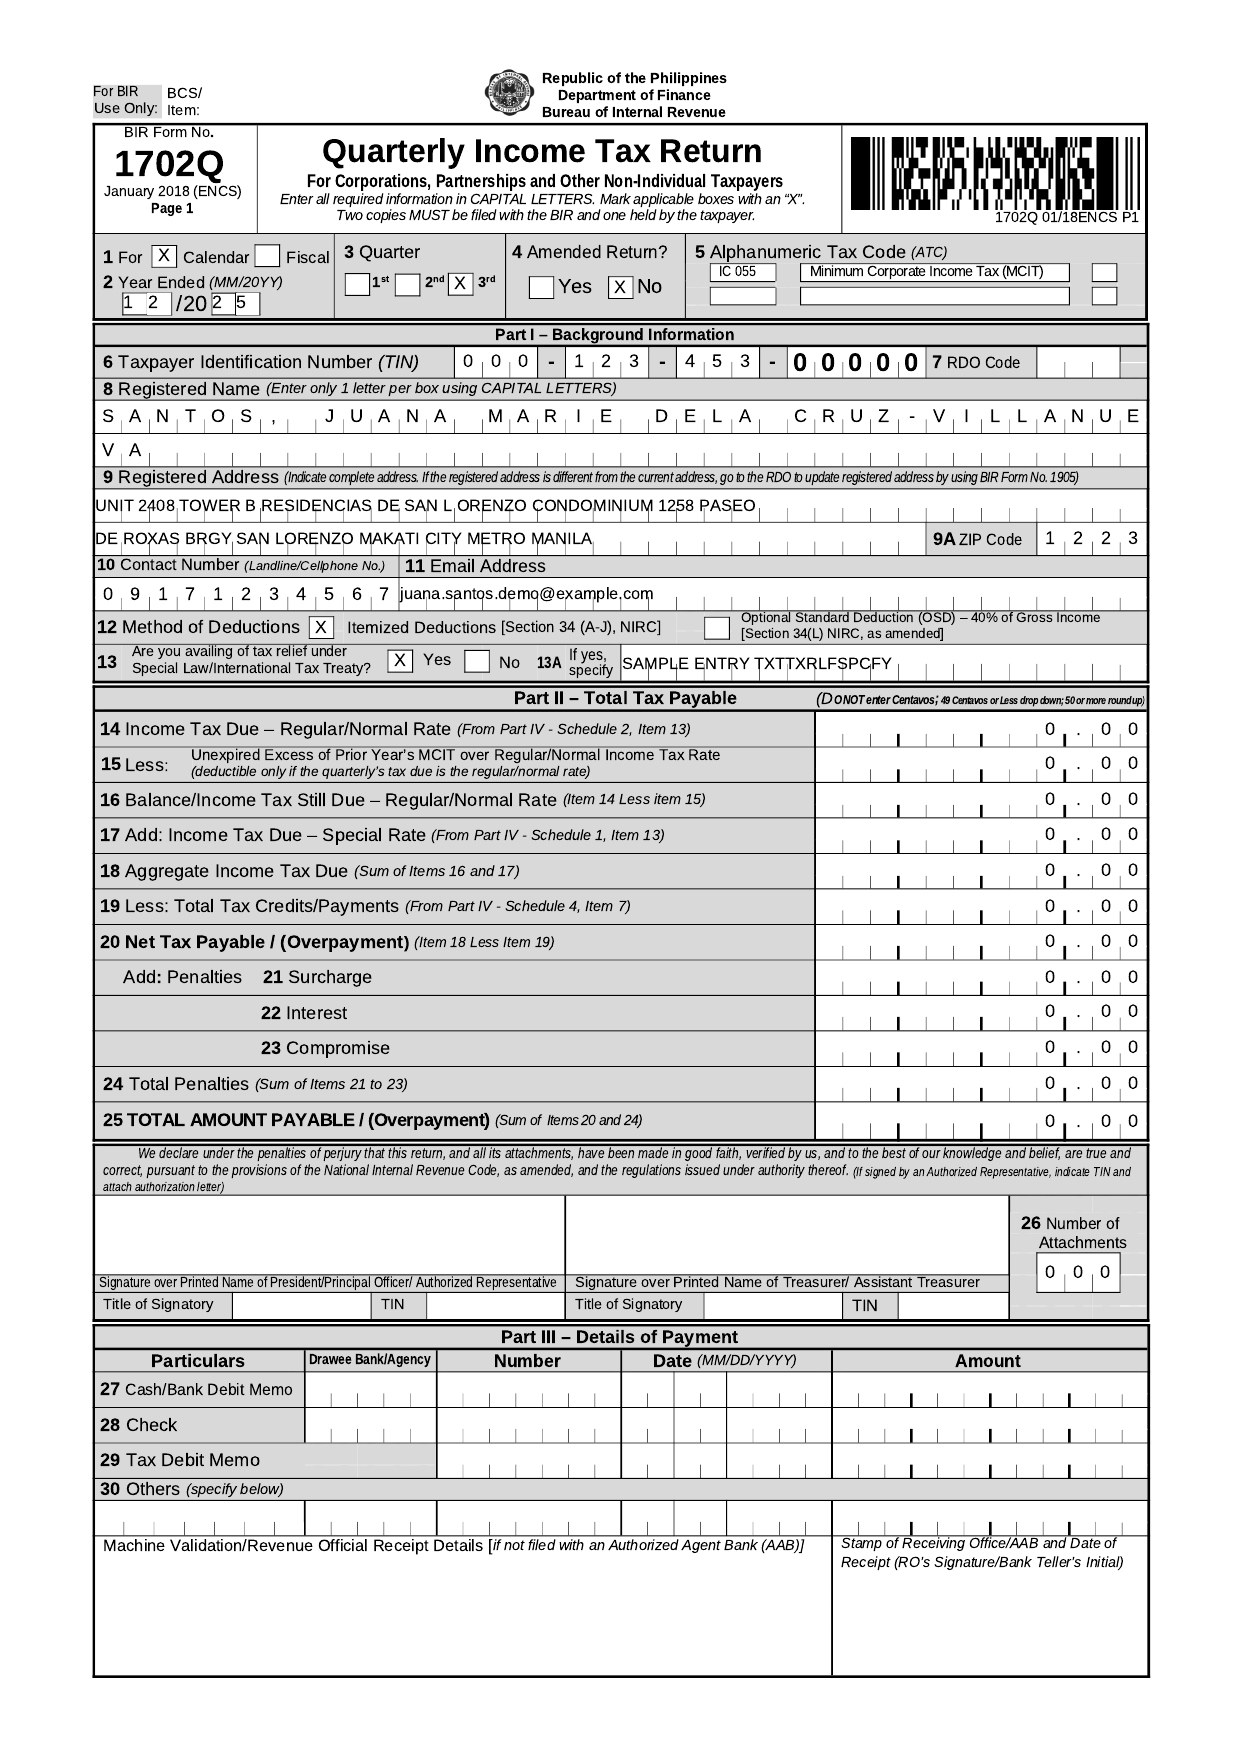 Republic of the Philippines
Department of Finance
Bureau of Internal Revenue
For BIR Use Only:
BCS/ Item:
BIR Form No.
1702Q
January 2018 (ENCS)
Page 1
Quarterly Income Tax Return
For Corporations, Partnerships and Other Non-Individual Taxpayers
Enter all required information in CAPITAL LETTERS. Mark applicable boxes with an “X”.
Two copies MUST be filed with the BIR and one held by the taxpayer.
1702Q 01/18ENCS P1
1 For X Calendar Fiscal
2 Year Ended (MM/20YY)
1 2 /20 2 5
3 Quarter
1st 2nd X 3rd
4 Amended Return?
Yes X No
5 Alphanumeric Tax Code (ATC)
IC 055 Minimum Corporate Income Tax (MCIT)
Part I – Background Information
6 Taxpayer Identification Number (TIN) 0 0 0 - 1 2 3 - 4 5 3 - 0 0 0 0 0 7 RDO Code
8 Registered Name (Enter only 1 letter per box using CAPITAL LETTERS)
S A N T O S , J U A N A M A R I E D E L A C R U Z - V I L L A N U E
V A
9 Registered Address (Indicate complete address. If the registered address is different from the current address, go to the RDO to update registered address by using BIR Form No. 1905)
UNIT 2408 TOWER B RESIDENCIAS DE SAN LORENZO CONDOMINIUM 1258 PASEO
DE ROXAS BRGY SAN LORENZO MAKATI CITY METRO MANILA 9A ZIP Code 1 2 2 3
10 Contact Number (Landline/Cellphone No.) 11 Email Address
0 9 1 7 1 2 3 4 5 6 7 juana.santos.demo@example.com
12 Method of Deductions X Itemized Deductions [Section 34 (A-J), NIRC] Optional Standard Deduction (OSD) – 40% of Gross Income
[Section 34(L) NIRC, as amended]
13 Are you availing of tax relief under
Special Law/International Tax Treaty? X Yes No 13A If yes, specify SAMPLE ENTRY TXTTXRLFSPCFY
Part II – Total Tax Payable (DO NOT enter Centavos; 49 Centavos or Less drop down; 50 or more round up)
14 Income Tax Due – Regular/Normal Rate (From Part IV - Schedule 2, Item 13) 0 . 0 0
15 Less: Unexpired Excess of Prior Year's MCIT over Regular/Normal Income Tax Rate
(deductible only if the quarterly's tax due is the regular/normal rate) 0 . 0 0
16 Balance/Income Tax Still Due – Regular/Normal Rate (Item 14 Less item 15) 0 . 0 0
17 Add: Income Tax Due – Special Rate (From Part IV - Schedule 1, Item 13) 0 . 0 0
18 Aggregate Income Tax Due (Sum of Items 16 and 17) 0 . 0 0
19 Less: Total Tax Credits/Payments (From Part IV - Schedule 4, Item 7) 0 . 0 0
20 Net Tax Payable / (Overpayment) (Item 18 Less Item 19) 0 . 0 0
Add: Penalties 21 Surcharge 0 . 0 0
22 Interest 0 . 0 0
23 Compromise 0 . 0 0
24 Total Penalties (Sum of Items 21 to 23) 0 . 0 0
25 TOTAL AMOUNT PAYABLE / (Overpayment) (Sum of Items 20 and 24) 0 . 0 0
We declare under the penalties of perjury that this return, and all its attachments, have been made in good faith, verified by us, and to the best of our knowledge and belief, are true and
correct, pursuant to the provisions of the National Internal Revenue Code, as amended, and the regulations issued under authority thereof. (If signed by an Authorized Representative, indicate TIN and
attach authorization letter)
26 Number of
Attachments
0 0 0
Signature over Printed Name of President/Principal Officer/ Authorized Representative Signature over Printed Name of Treasurer/ Assistant Treasurer
Title of Signatory TIN Title of Signatory TIN
Part III – Details of Payment
Particulars Drawee Bank/Agency Number Date (MM/DD/YYYY) Amount
27 Cash/Bank Debit Memo
28 Check
29 Tax Debit Memo
30 Others (specify below)
Machine Validation/Revenue Official Receipt Details [if not filed with an Authorized Agent Bank (AAB)]
Stamp of Receiving Office/AAB and Date of
Receipt (RO's Signature/Bank Teller's Initial)